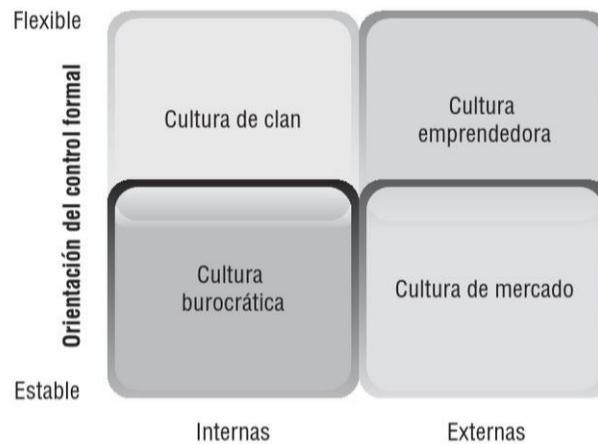 Flexible
Orientación del control formal
Cultura de clan
Cultura
emprendedora
Cultura
burocrática
Cultura de mercado
Estable
Internas
Externas